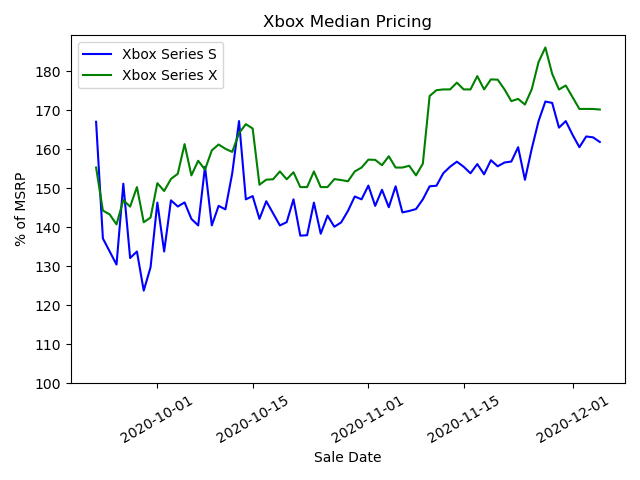 Xbox Median Pricing
Xbox Series S
Xbox Series X
% of MSRP
180
170
160
150
140
130
120
110
100
2020-10-01
2020-10-15
2020-11-01
2020-11-15
2020-12-01
Sale Date